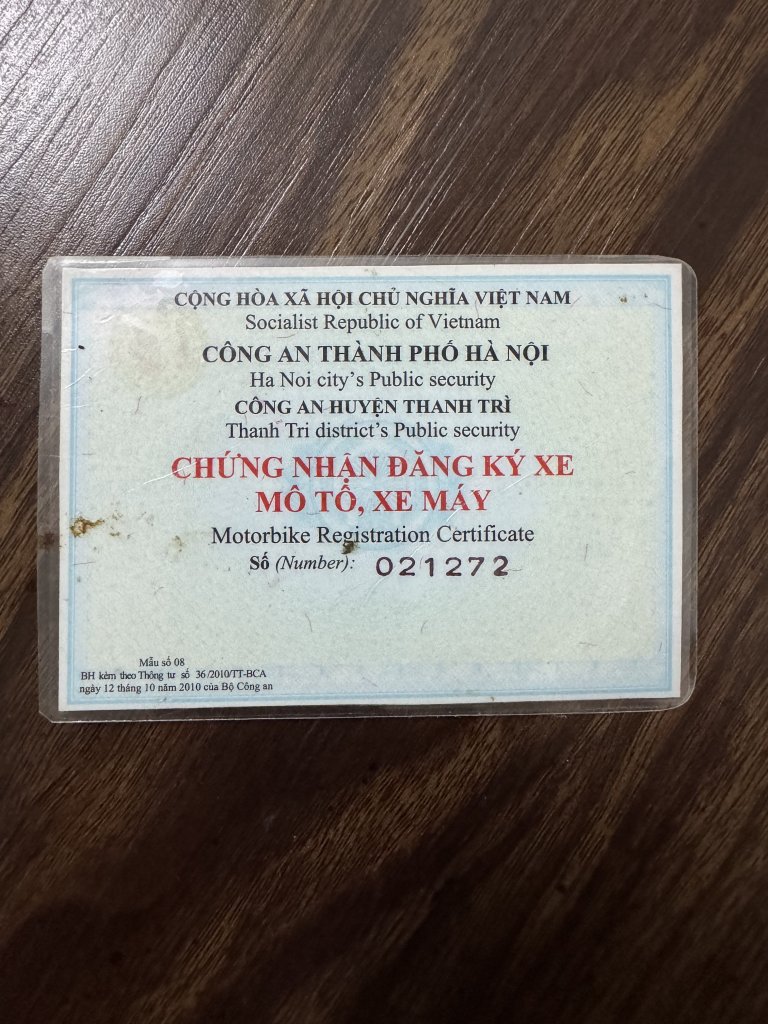 CỘNG HÒA XÃ HỘI CHỦ NGHĨA VIỆT NAM
Socialist Republic of Vietnam
CÔNG AN THÀNH PHỐ HÀ NỘI
Ha Noi city's Public security
CÔNG AN HUYỆN THANH TRÌ
Thanh Tri district's Public security
CHỨNG NHẬN ĐĂNG KÝ XE
MÔ TÔ, XE MÁY
Motorbike Registration Certificate
Số (Number): 021272
Mẫu số 08
BH kèm theo Thông tư số 36/2010/TT-BCA
ngày 12 tháng 10 năm 2010 của Bộ Công an